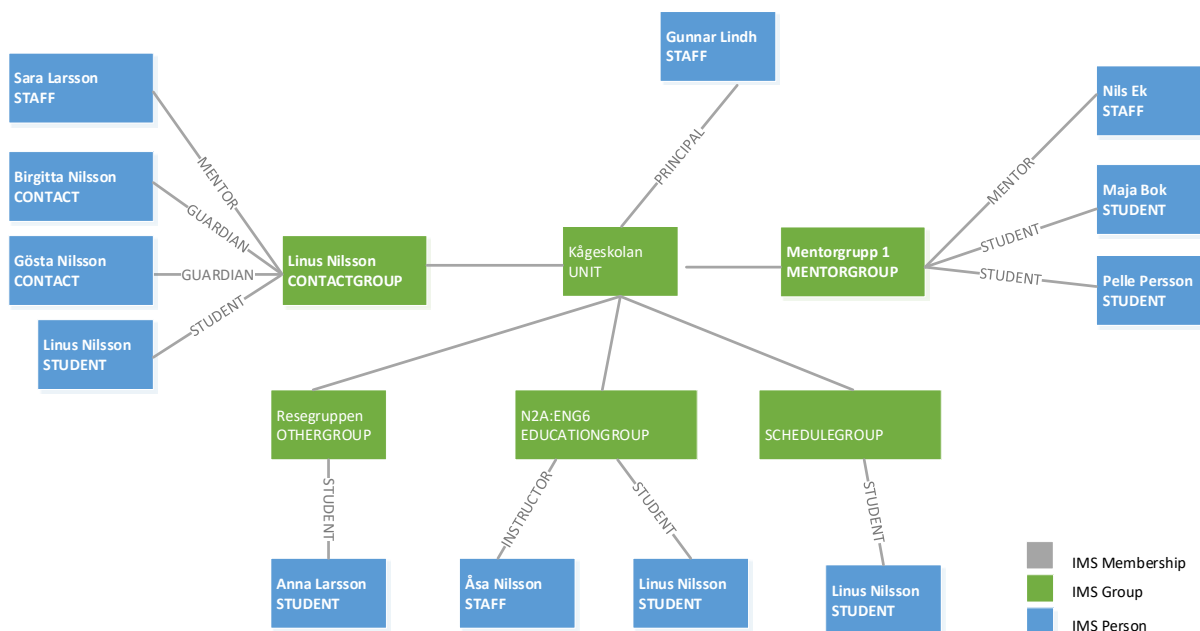 Gunnar Lindh
STAFF
Sara Larsson
STAFF
Nils Ek
STAFF
MENTOR
PRINCIPAL
MENTOR
Birgitta Nilsson
CONTACT
GUARDIAN
Maja Bok
STUDENT
STUDENT
Gösta Nilsson
CONTACT
GUARDIAN
Linus Nilsson
CONTACTGROUP
Kågeskolan
UNIT
Mentorgrupp 1
MENTORGROUP
STUDENT
Pelle Persson
STUDENT
STUDENT
Linus Nilsson
STUDENT
Resegruppen
OTHERGROUP
N2A:ENG6
EDUCATIONGROUP
SCHEDULEGROUP
STUDENT
INSTRUCTOR
STUDENT
STUDENT
Anna Larsson
STUDENT
Åsa Nilsson
STAFF
Linus Nilsson
STUDENT
Linus Nilsson
STUDENT
IMS Membership
IMS Group
IMS Person